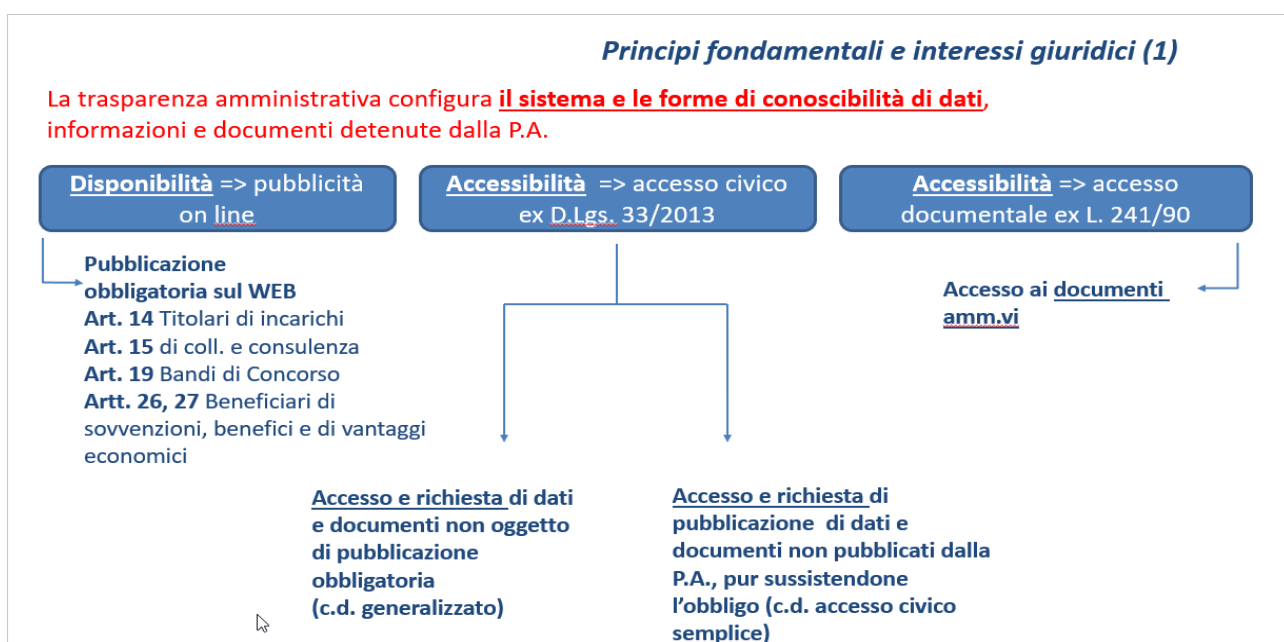 Principi fondamentali e interessi giuridici (1)
La trasparenza amministrativa configura il sistema e le forme di conoscibilità di dati,
informazioni e documenti detenute dalla P.A.
Disponibilità => pubblicità
on line
Accessibilità => accesso civico
ex D.Lgs. 33/2013
Accessibilità => accesso
documentale ex L. 241/90
Pubblicazione
obbligatoria sul WEB
Art. 14 Titolari di incarichi
Art. 15 di coll. e consulenza
Art. 19 Bandi di Concorso
Artt. 26, 27 Beneficiari di
sovvenzioni, benefici e di vantaggi
economici
Accesso ai documenti
amm.vi
Accesso e richiesta di dati
e documenti non oggetto
di pubblicazione
obbligatoria
(c.d. generalizzato)
Accesso e richiesta di
pubblicazione di dati e
documenti non pubblicati dalla
P.A., pur sussistendone
l'obbligo (c.d. accesso civico
semplice)